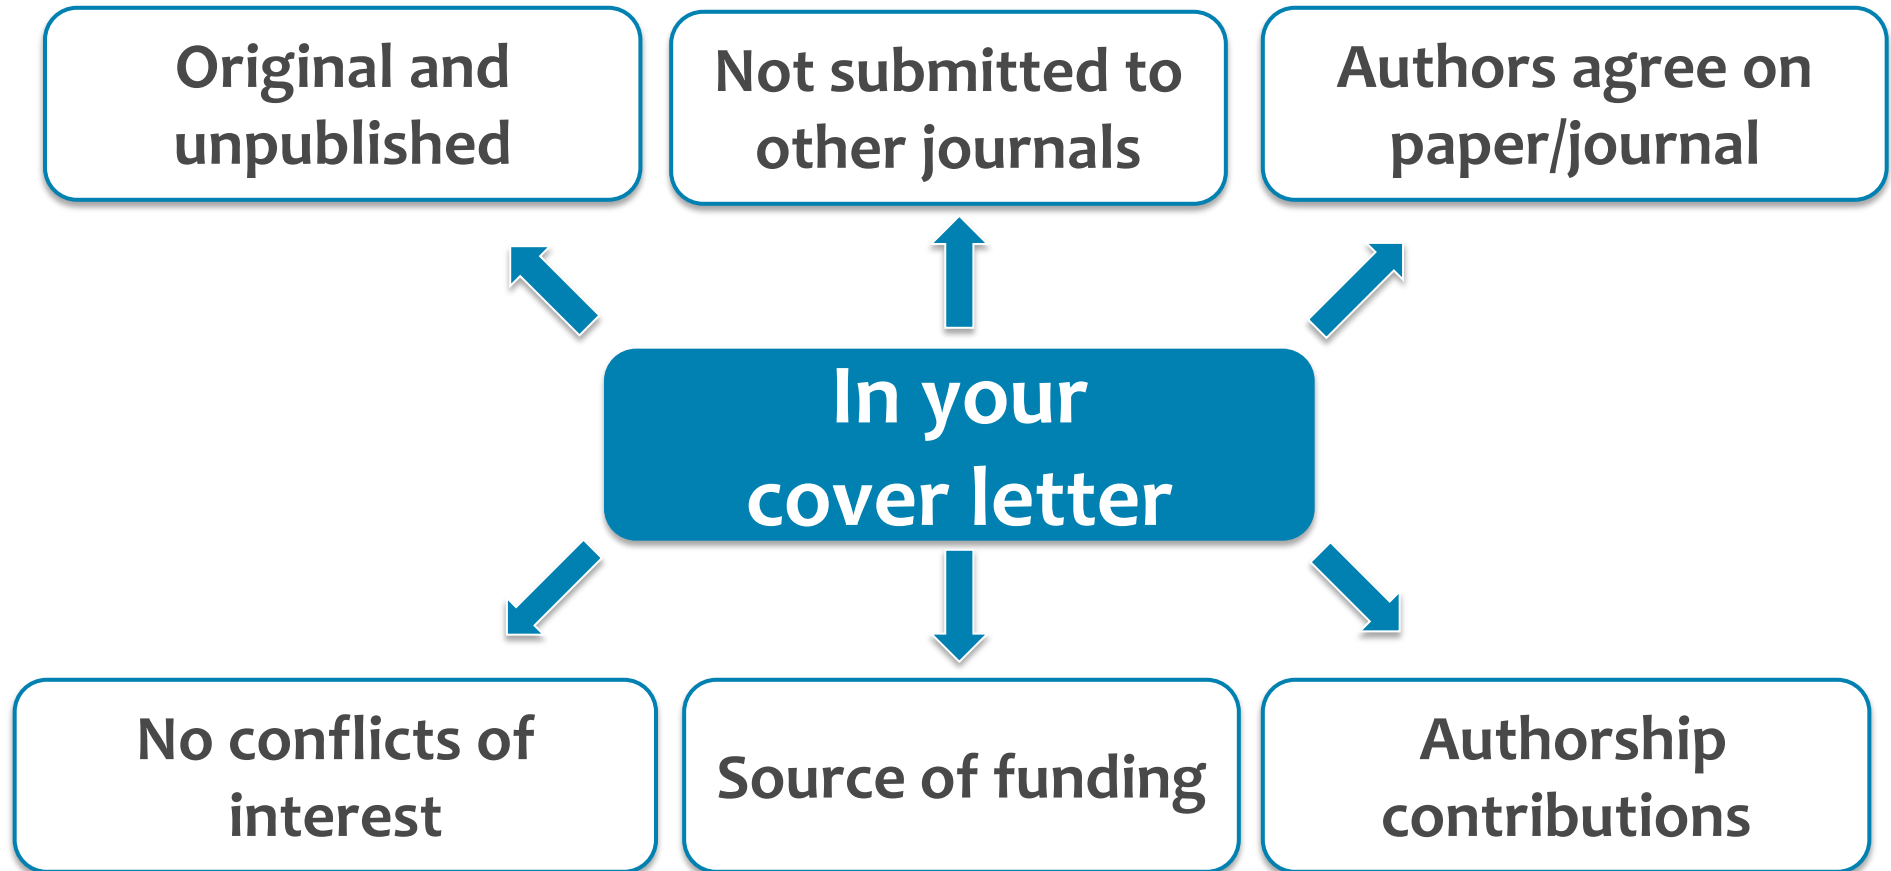 Original and
unpublished
Not submitted to
other journals
Authors agree on
paper/journal
In your
cover letter
No conflicts of
interest
Source of funding
Authorship
contributions